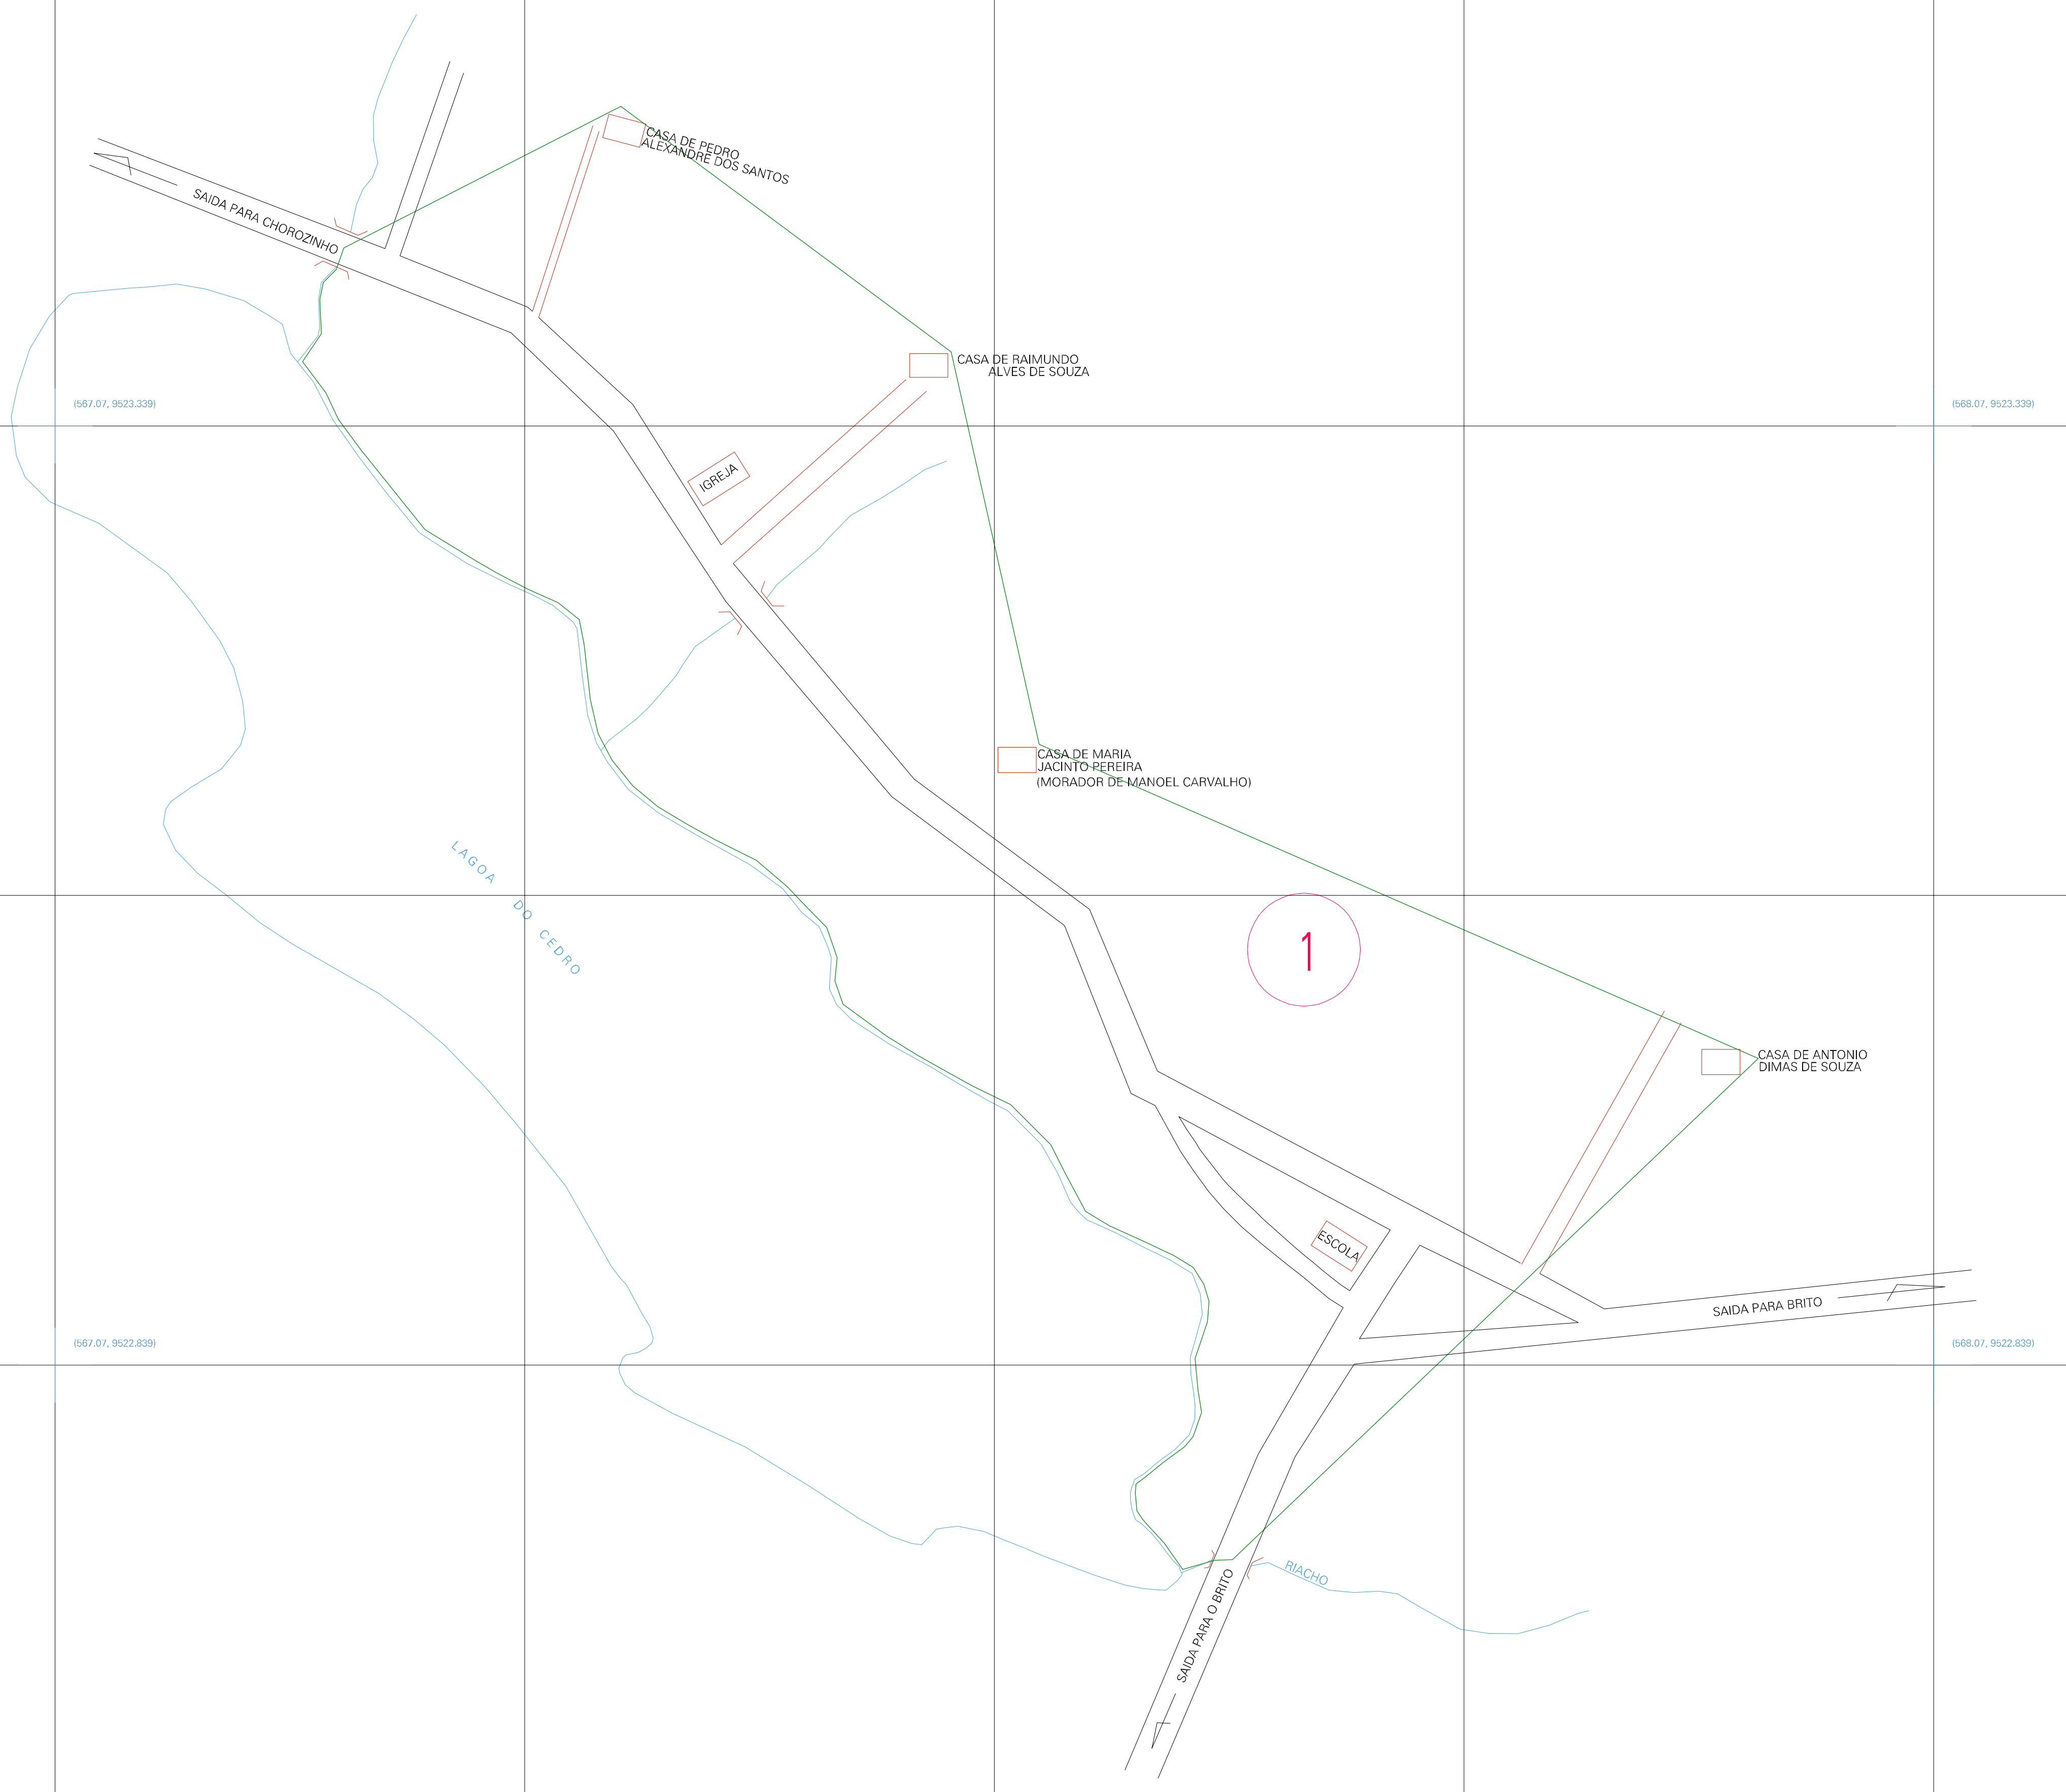 CASA DE PEDRO
ALEXANDRE DOS SANTOS
SAIDA PARA CHOROZINHO
CASA DE RAIMUNDO
ALVES DE SOUZA
(567.07, 9523.339)
(568.07, 9523.339)
IGREJA
CASA DE MARIA
JACINTO PEREIRA
(MORADOR DE MANOEL CARVALHO)
LAGOA DO CEDRO
1
CASA DE ANTONIO
DIMAS DE SOUZA
ESCOLA
SAIDA PARA BRITO
(567.07, 9522.839)
(568.07, 9522.839)
RIACHO
SAIDA PARA O BRITO